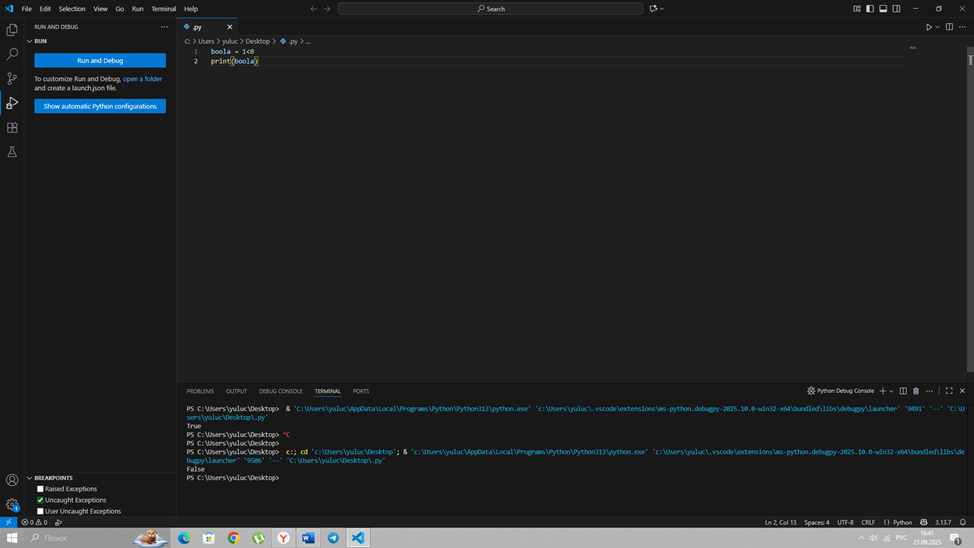 File Edit Selection View Go Run Terminal Help
Search
RUN AND DEBUG
.py
RUN
C: > Users > yuluc > Desktop > .py > ...
1 boola = 1<0
2 print(boola)
Run and Debug
To customize Run and Debug, open a folder
and create a launch.json file.
Show automatic Python configurations
PROBLEMS OUTPUT DEBUG CONSOLE TERMINAL PORTS
Python Debug Console
PS C:\Users\yuluc\Desktop> & 'C:\Users\yuluc\AppData\Local\Programs\Python\Python313\python.exe' 'c:\Users\yuluc\.vscode\extensions\ms-python.debugpy-2025.10.0-win32-x64\bundled\libs\debugpy\launcher' '9491' '--' 'C:\U
sers\yuluc\Desktop\.py'
True
PS C:\Users\yuluc\Desktop> ^C
PS C:\Users\yuluc\Desktop>
PS C:\Users\yuluc\Desktop> c:; cd 'c:\Users\yuluc\Desktop'; & 'c:\Users\yuluc\AppData\Local\Programs\Python\Python313\python.exe' 'c:\Users\yuluc\.vscode\extensions\ms-python.debugpy-2025.10.0-win32-x64\bundled\libs\de
bugpy\launcher' '9506' '--' 'C:\Users\yuluc\Desktop\.py'
False
PS C:\Users\yuluc\Desktop>
BREAKPOINTS
Raised Exceptions
Uncaught Exceptions
User Uncaught Exceptions
1
0 0
Ln 2, Col 13 Spaces: 4 UTF-8 CRLF {} Python 3.13.7
Поиск
РУС
16:41
21.09.2025
1